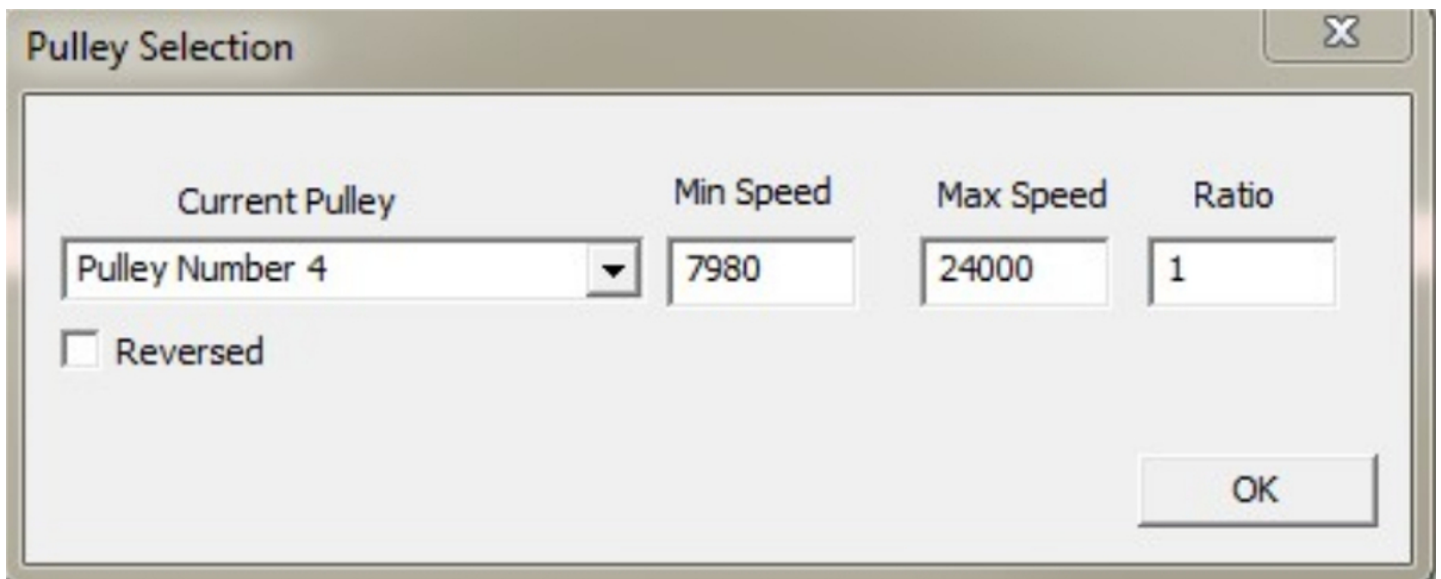 Pulley Selection
Current Pulley Min Speed Max Speed Ratio
Pulley Number 4 7980 24000 1
Reversed
OK